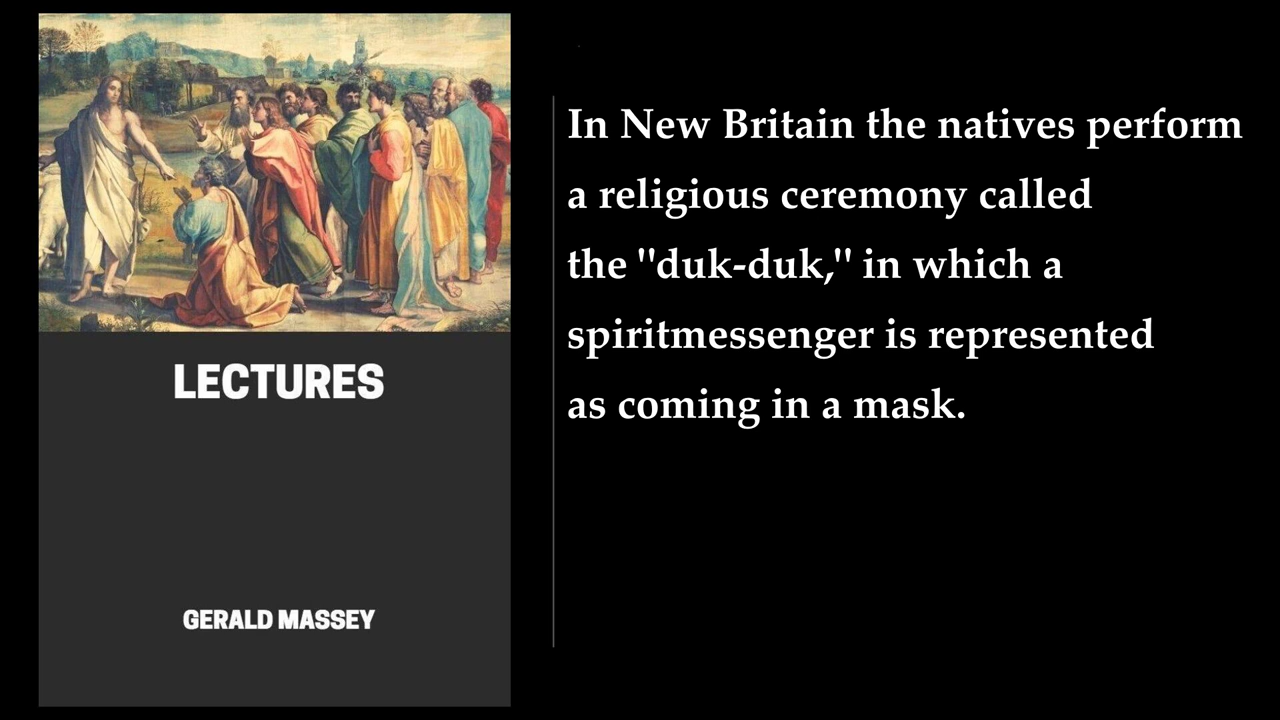 LECTURES
GERALD MASSEY
In New Britain the natives perform
a religious ceremony called
the "duk-duk," in which a
spiritmessenger is represented
as coming in a mask.